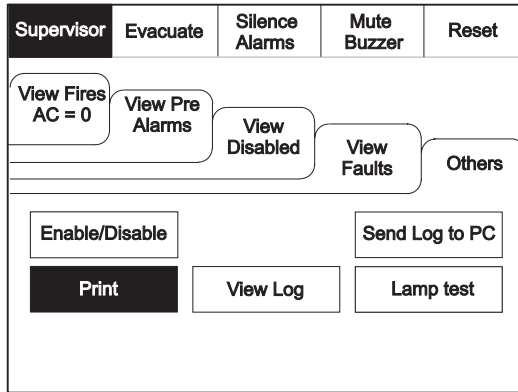 Supervisor
Evacuate
Silence
Alarms
Mute
Buzzer
Reset
View Fires
AC = 0
View Pre
Alarms
View
Disabled
View
Faults
Others
Enable/Disable
Send Log to PC
Print
View Log
Lamp test